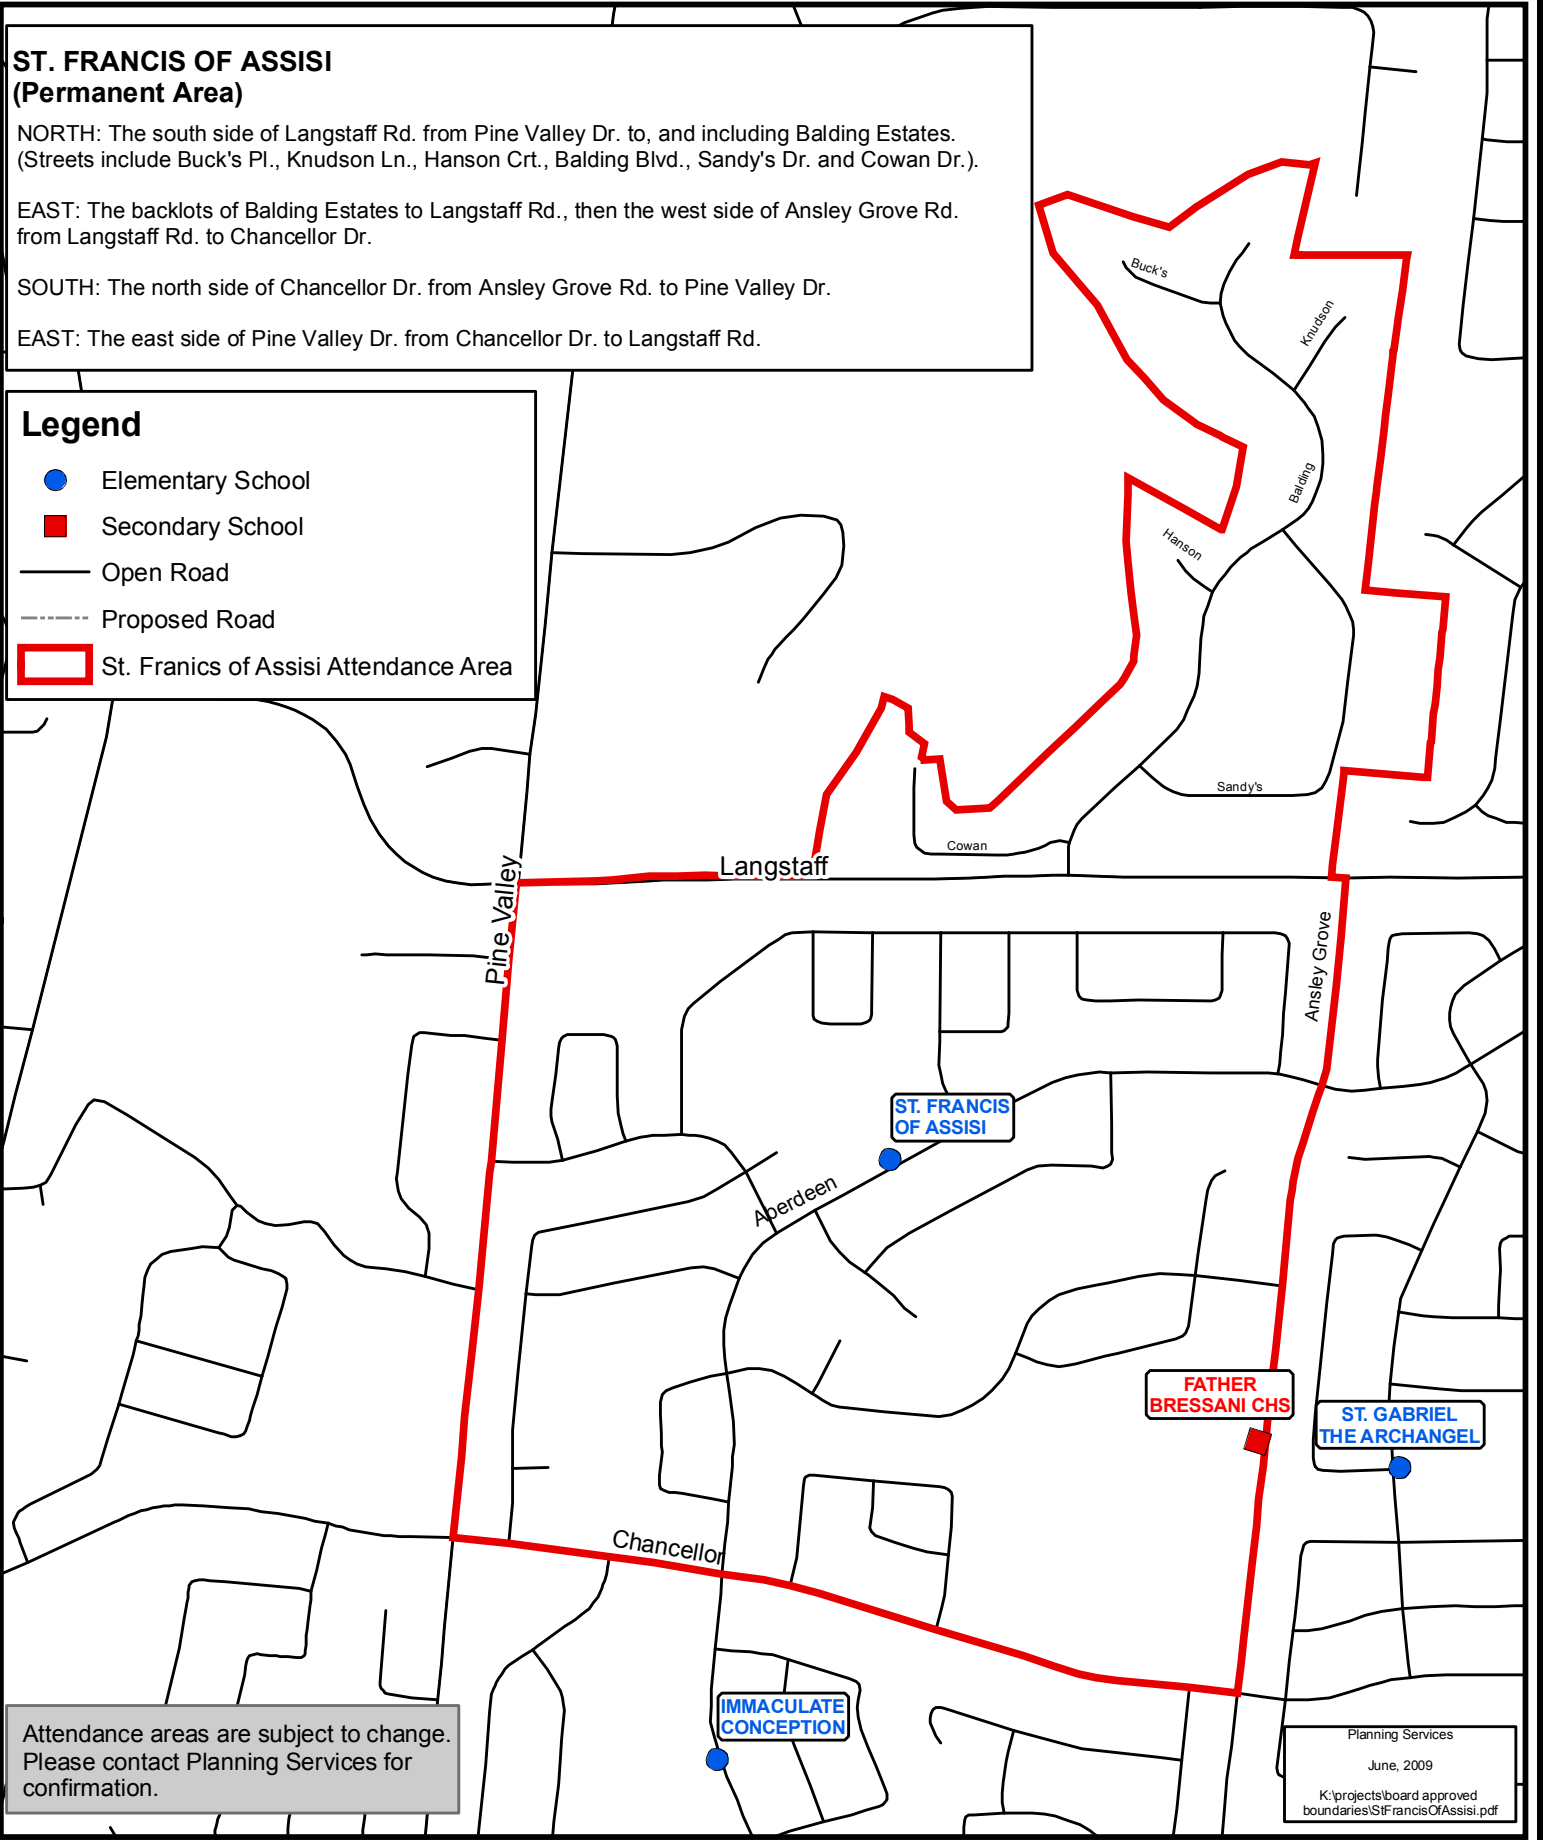 ST. FRANCIS OF ASSISI
(Permanent Area)
NORTH: The south side of Langstaff Rd. from Pine Valley Dr. to, and including Balding Estates.
(Streets include Buck's Pl., Knudson Ln., Hanson Crt., Balding Blvd., Sandy's Dr. and Cowan Dr.).
EAST: The backlots of Balding Estates to Langstaff Rd., then the west side of Ansley Grove Rd.
from Langstaff Rd. to Chancellor Dr.
SOUTH: The north side of Chancellor Dr. from Ansley Grove Rd. to Pine Valley Dr.
EAST: The east side of Pine Valley Dr. from Chancellor Dr. to Langstaff Rd.
Legend
Elementary School
Secondary School
Open Road
Proposed Road
St. Franics of Assisi Attendance Area
Buck's
Knudson
Balding
Hanson
Sandy's
Cowan
Langstaff
Pine Valley
Ansley Grove
ST. FRANCIS
OF ASSISI
Aberdeen
FATHER
BRESSANI CHS
ST. GABRIEL
THE ARCHANGEL
Chancellor
IMMACULATE
CONCEPTION
Attendance areas are subject to change.
Please contact Planning Services for
confirmation.
Planning Services
June, 2009
K:\projects\board approved
boundaries\StFrancisOfAssisi.pdf